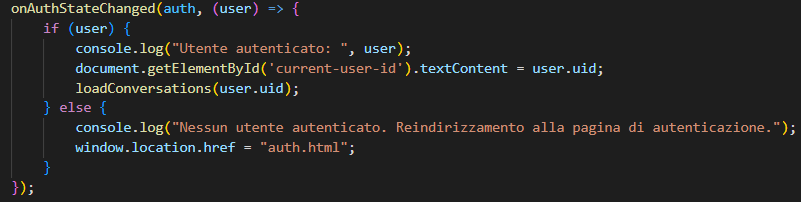 onAuthStateChanged(auth, (user) => {
    if (user) {
        console.log("Utente autenticato: ", user);
        document.getElementById('current-user-id').textContent = user.uid;
        loadConversations(user.uid);
    } else {
        console.log("Nessun utente autenticato. Reindirizzamento alla pagina di autenticazione.");
        window.location.href = "auth.html";
    }
});